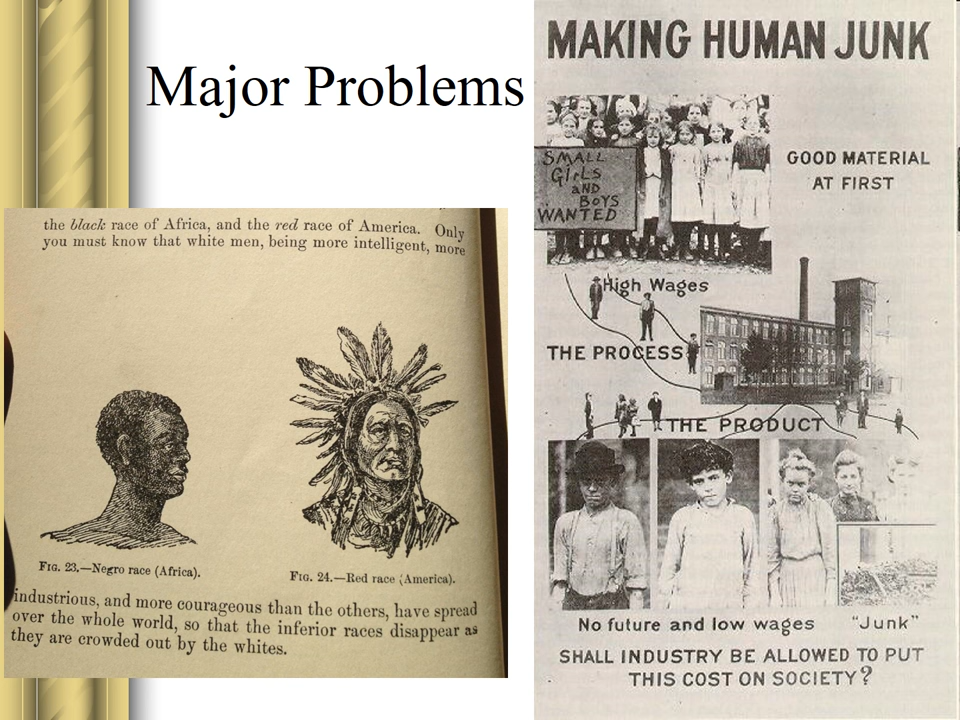 Major Problems
the black race of Africa, and the red race of America. Only
you must know that white men, being more intelligent, more
FIG. 23.—Negro race (Africa).
FIG. 24.—Red race (America).
industrious, and more courageous than the others, have spread
over the whole world, so that the inferior races disappear as
they are crowded out by the whites.
MAKING HUMAN JUNK
SMALL
GIRLS
AND
BOYS
WANTED
GOOD MATERIAL
AT FIRST
High Wages
THE PROCESS
THE PRODUCT
No future and low wages
"Junk"
SHALL INDUSTRY BE ALLOWED TO PUT
THIS COST ON SOCIETY?